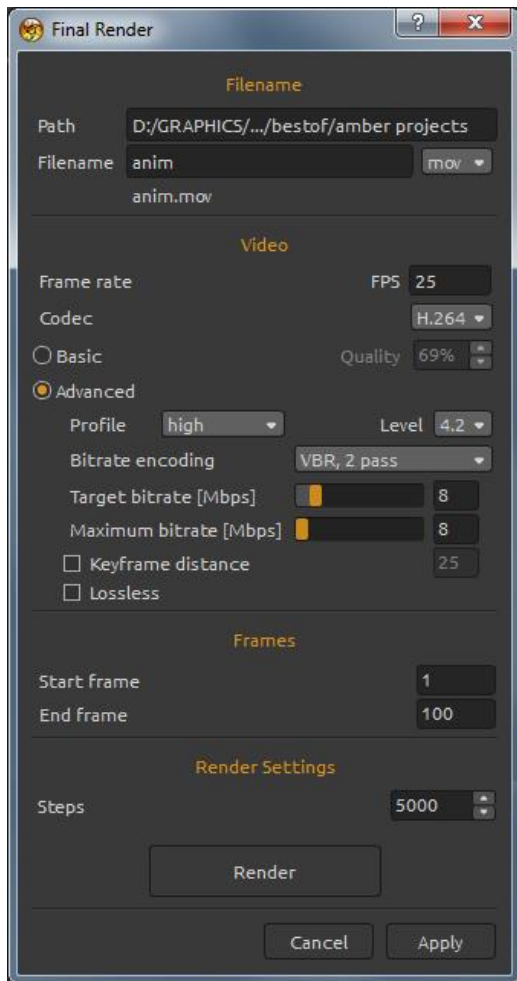 Final Render
?
Filename
Path D:/GRAPHICS/.../bestof/amber projects
Filename anim mov
anim.mov
Video
Frame rate FPS 25
Codec H.264
Basic Quality 69%
Advanced
Profile high Level 4.2
Bitrate encoding VBR, 2 pass
Target bitrate [Mbps] 8
Maximum bitrate [Mbps] 8
Keyframe distance 25
Lossless
Frames
Start frame 1
End frame 100
Render Settings
Steps 5000
Render
Cancel Apply